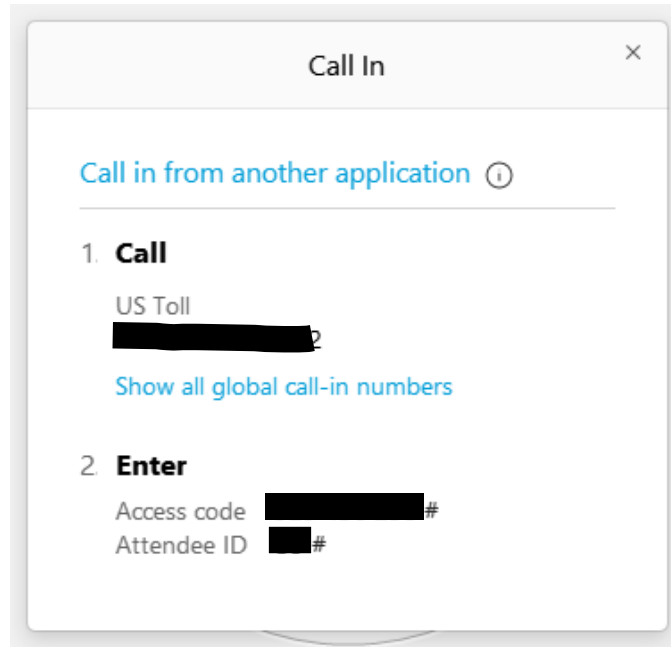 Call In
Call in from another application
1. Call
US Toll
2
Show all global call-in numbers
2. Enter
Access code #
Attendee ID #